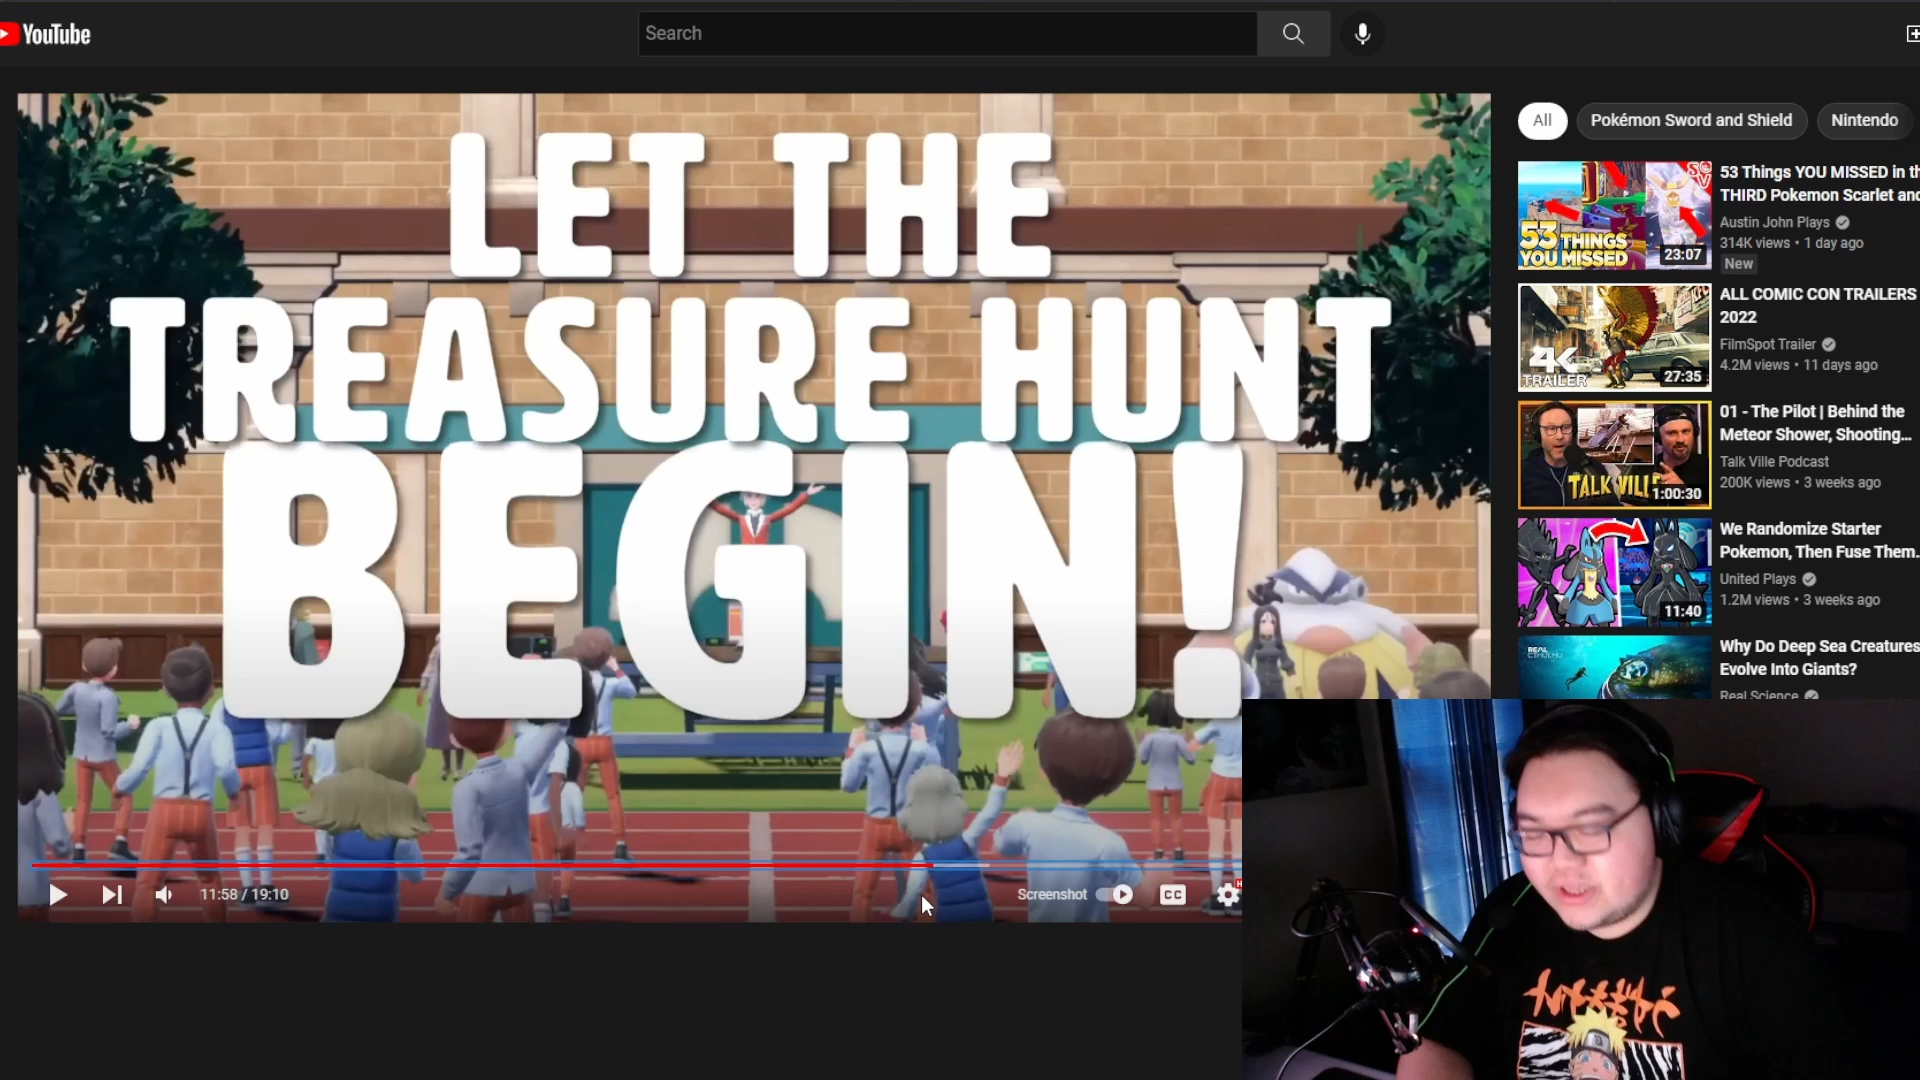 YouTube
Search
LET THE
TREASURE HUNT
BEGIN!
11:58 / 19:10
Screenshot
CC
All
Pokémon Sword and Shield
Nintendo
53 THINGS
YOU MISSED
23:07
53 Things YOU MISSED in th
THIRD Pokemon Scarlet and
Austin John Plays
314K views • 1 day ago
New
4K
TRAILER
27:35
ALL COMIC CON TRAILERS
2022
FilmSpot Trailer
4.2M views • 11 days ago
TALK VILL
1:00:30
01 - The Pilot | Behind the
Meteor Shower, Shooting...
Talk Ville Podcast
200K views • 3 weeks ago
11:40
We Randomize Starter
Pokemon, Then Fuse Them..
United Plays
1.2M views • 3 weeks ago
REAL
Why Do Deep Sea Creatures
Evolve Into Giants?
Real Science